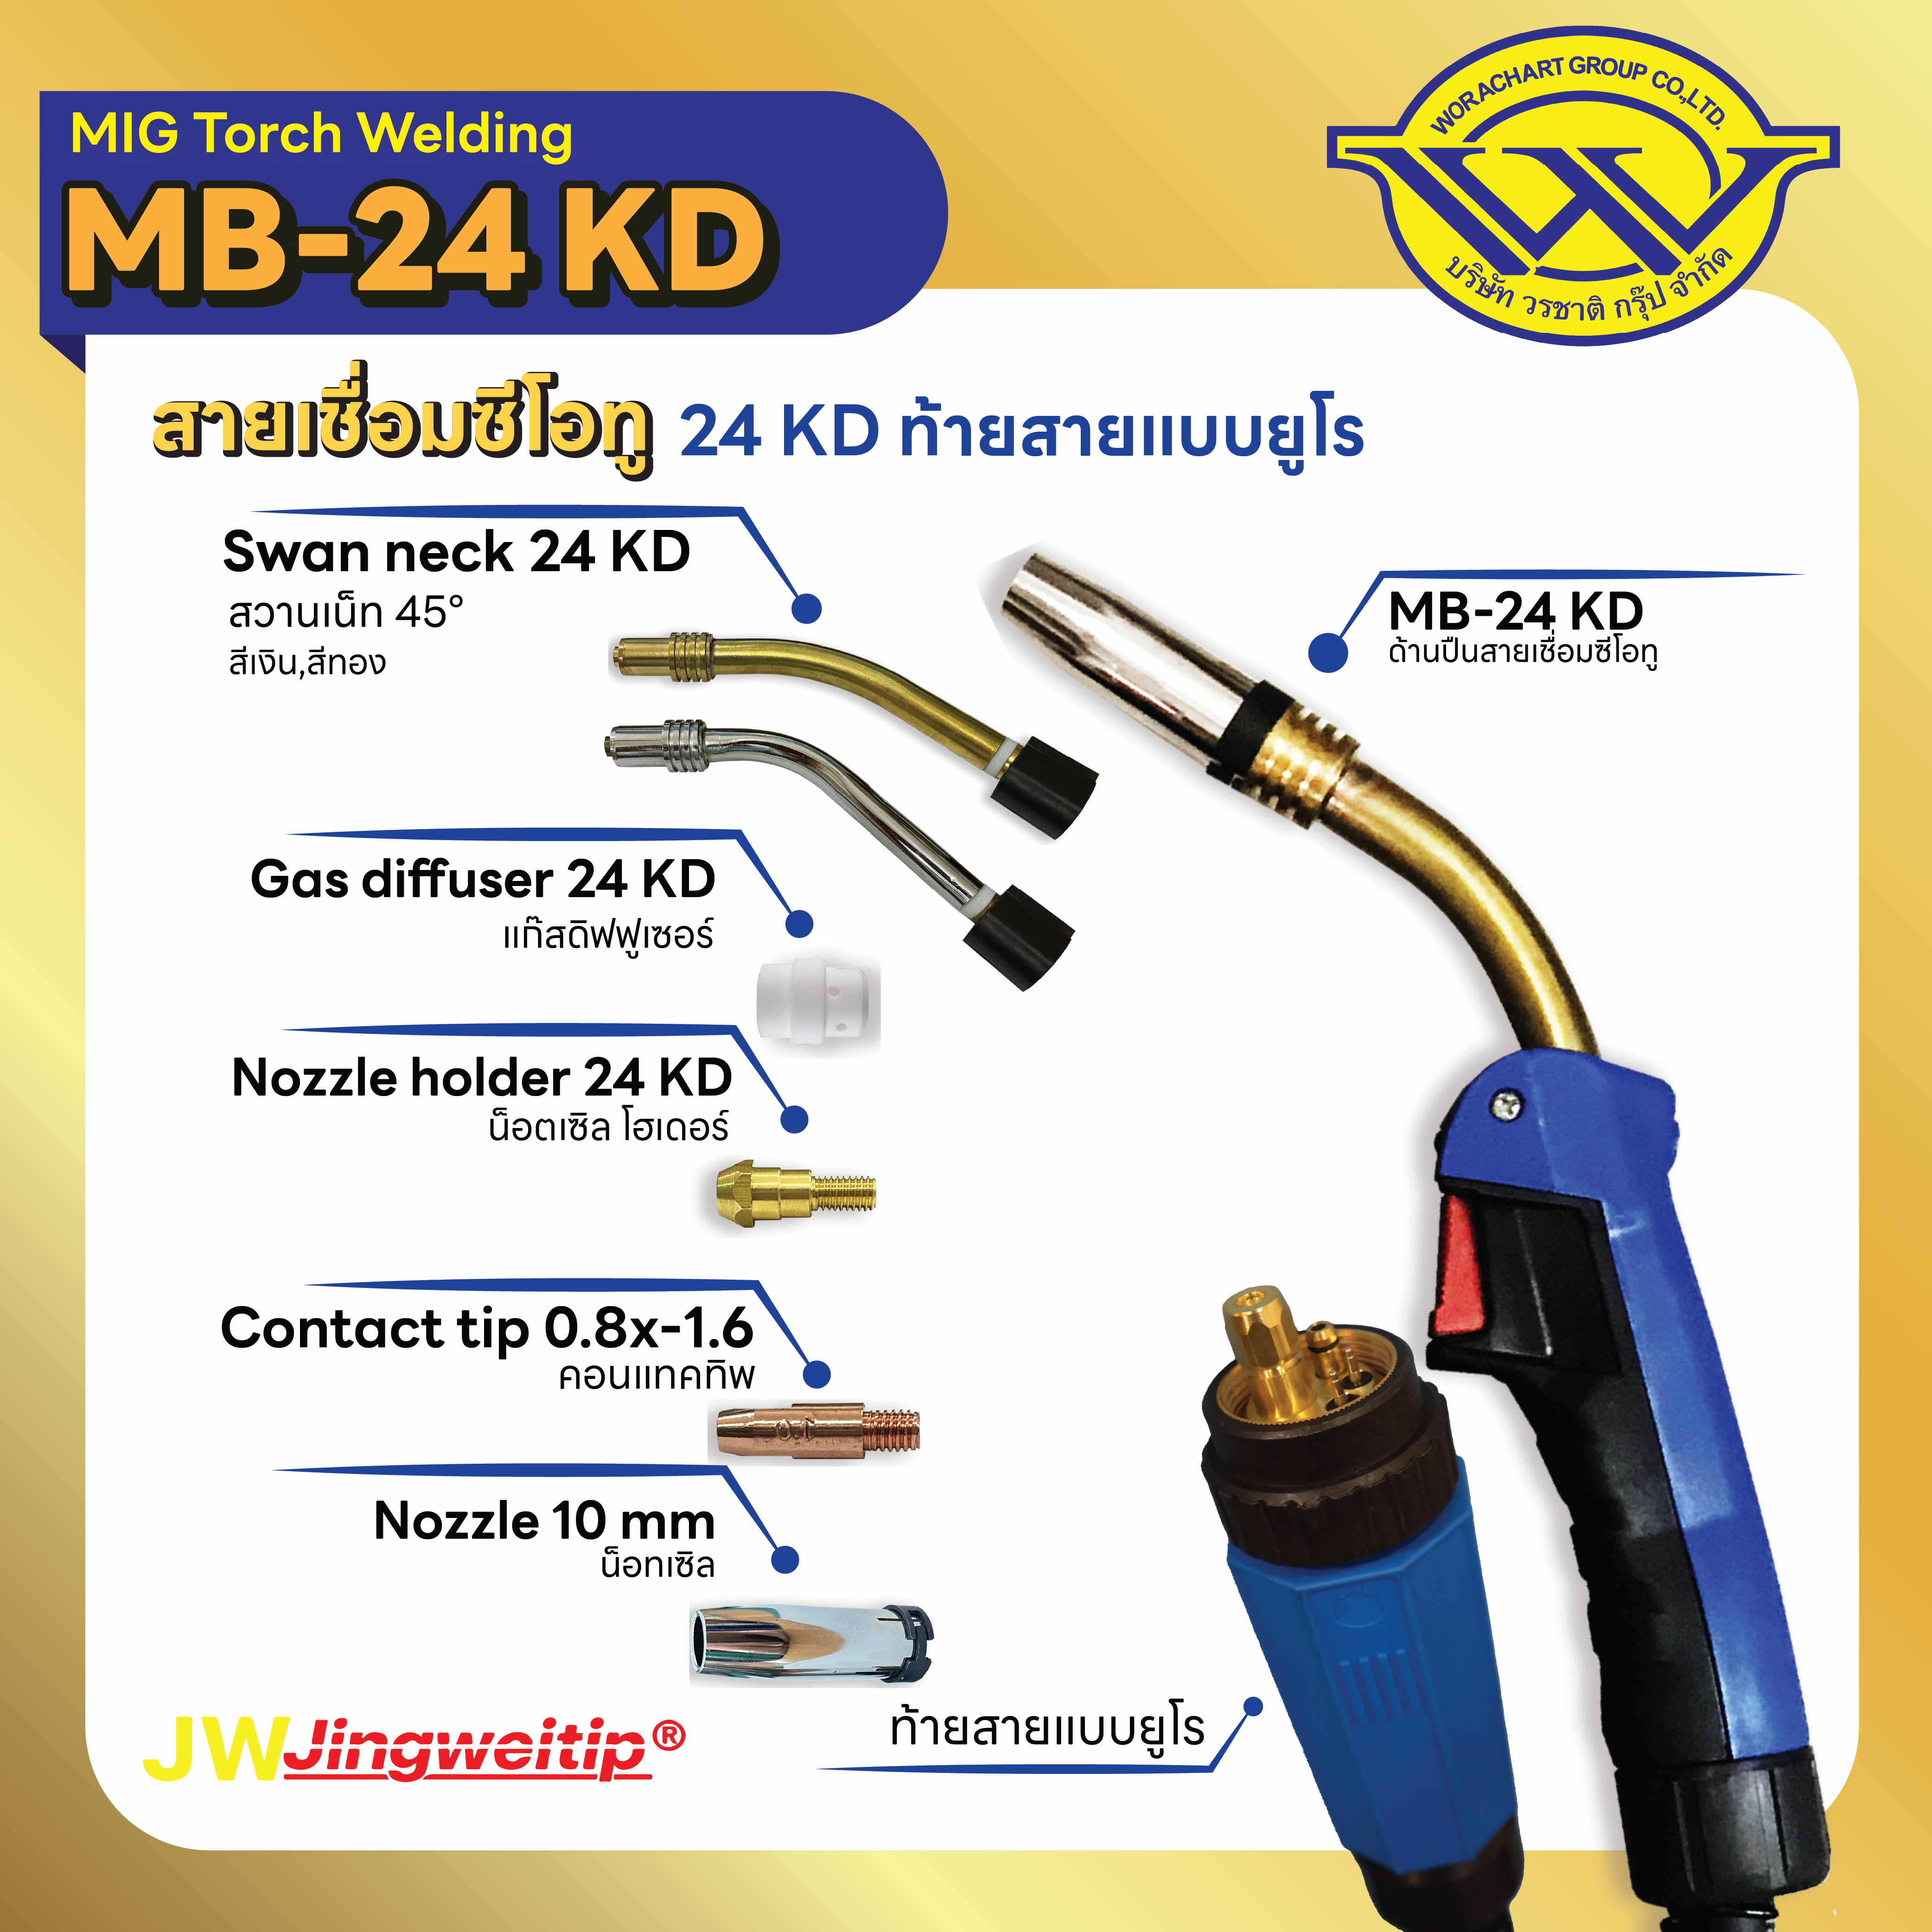 MIG Torch Welding
MB-24 KD
WORACHART GROUP CO.,LTD.
W
บริษัท วรชาติ กรุ๊ป จำกัด
สายเชื่อมซีโอทู 24 KD ท้ายสายแบบยูโร
Swan neck 24 KD
สวานเน็ท 45°
สีเงิน,สีทอง
MB-24 KD
ด้านปืนสายเชื่อมซีโอทู
Gas diffuser 24 KD
แก๊สดิฟฟูเซอร์
Nozzle holder 24 KD
น็อตเซิล โฮเดอร์
Contact tip 0.8x-1.6
คอนแทคทิพ
1.0
Nozzle 10 mm
น็อทเซิล
ท้ายสายแบบยูโร
JW Jingweitip®